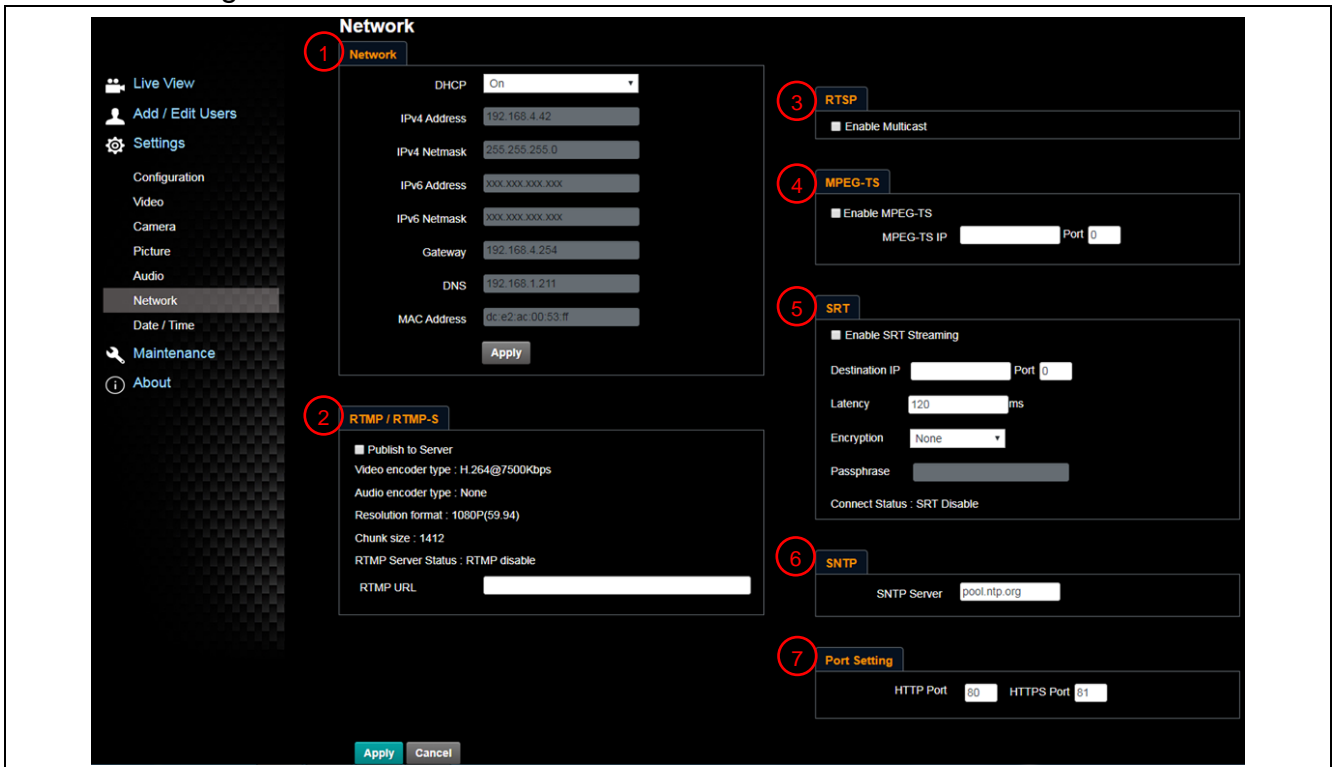 Network
Live View
Add / Edit Users
Settings
Configuration
Video
Camera
Picture
Audio
Network
Date / Time
Maintenance
About
1
Network
DHCP On
IPv4 Address 192.168.4.42
IPv4 Netmask 255.255.255.0
IPv6 Address xxx.xxx.xxx.xxx
IPv6 Netmask xxx.xxx.xxx.xxx
Gateway 192.168.4.254
DNS 192.168.1.211
MAC Address dc:e2:ac:00:53:ff
Apply
2
RTMP / RTMP-S
Publish to Server
Video encoder type : H.264@7500Kbps
Audio encoder type : None
Resolution format : 1080P(59.94)
Chunk size : 1412
RTMP Server Status : RTMP disable
RTMP URL
3
RTSP
Enable Multicast
4
MPEG-TS
Enable MPEG-TS
MPEG-TS IP Port 0
5
SRT
Enable SRT Streaming
Destination IP Port 0
Latency 120 ms
Encryption None
Passphrase
Connect Status : SRT Disable
6
SNTP
SNTP Server pool.ntp.org
7
Port Setting
HTTP Port 80 HTTPS Port 81
Apply Cancel